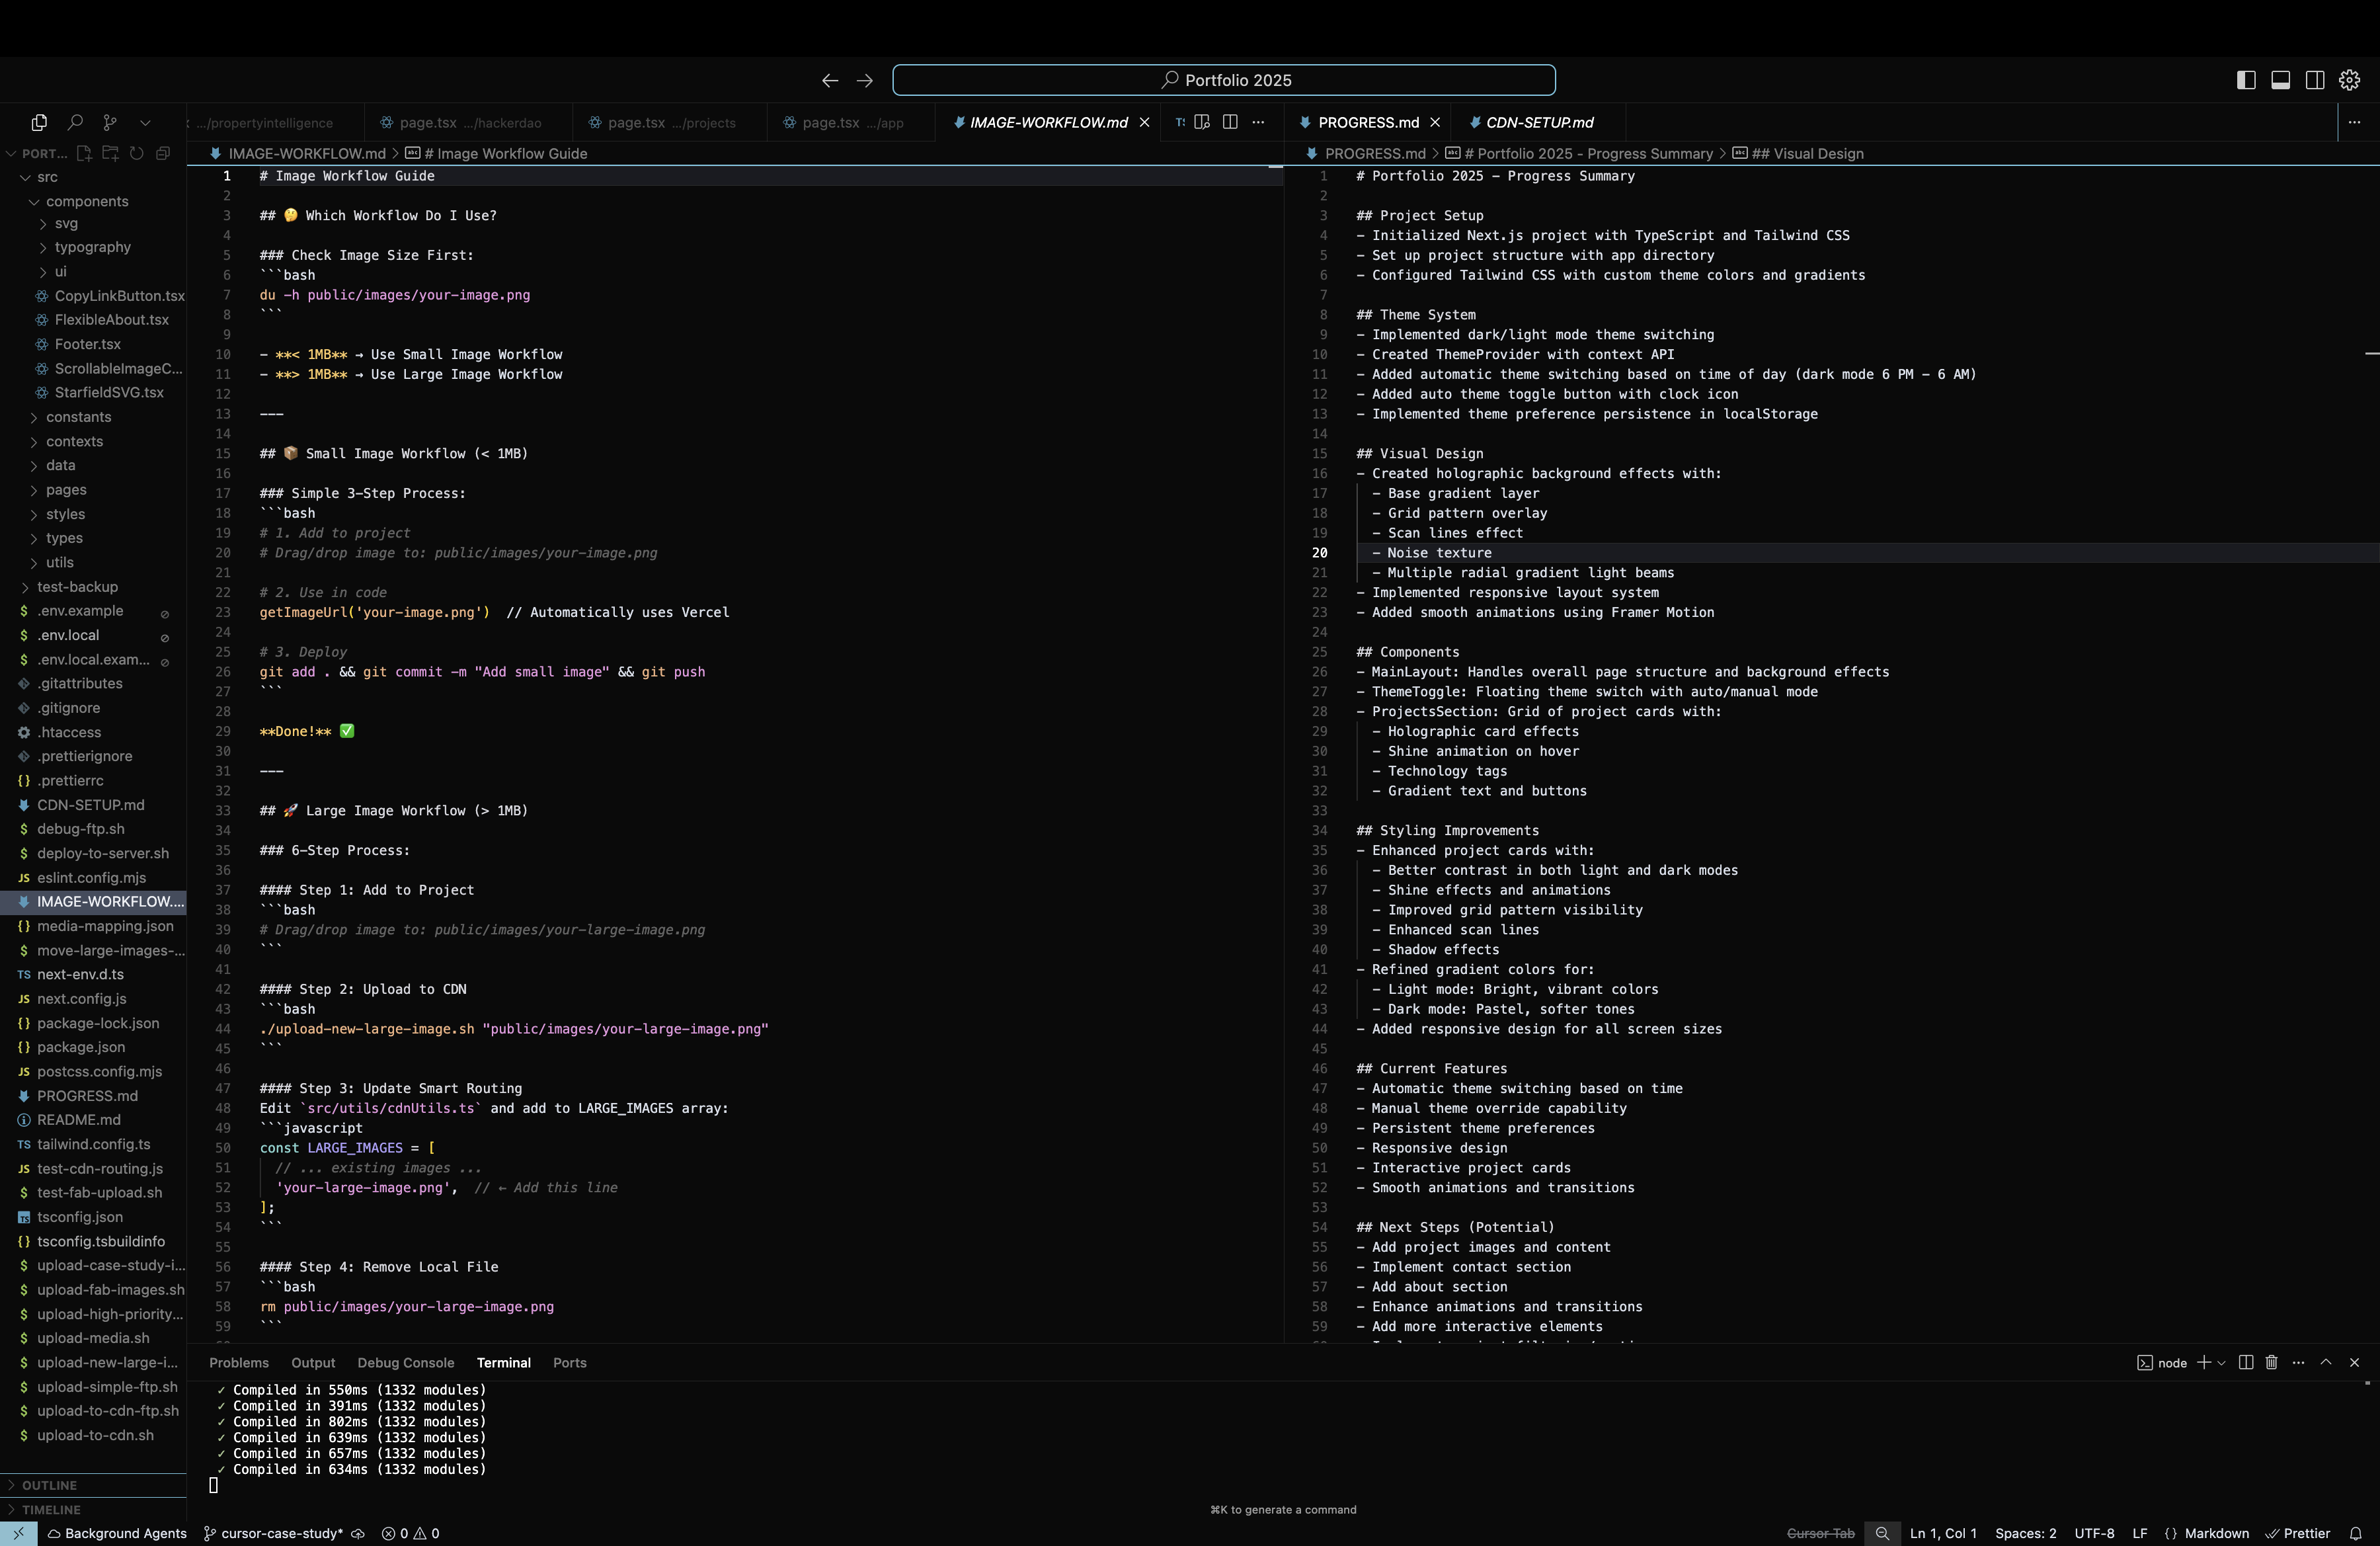 Portfolio 2025
.../propertyintelligence
page.tsx .../hackerdao
page.tsx .../projects
page.tsx .../app
IMAGE-WORKFLOW.md
PROGRESS.md
CDN-SETUP.md
PORT...
src
components
svg
typography
ui
CopyLinkButton.tsx
FlexibleAbout.tsx
Footer.tsx
ScrollableImageC...
StarfieldSVG.tsx
constants
contexts
data
pages
styles
types
utils
test-backup
$ .env.example
$ .env.local
$ .env.local.exam...
.gitattributes
.gitignore
.htaccess
.prettierignore
{} .prettierrc
CDN-SETUP.md
$ debug-ftp.sh
$ deploy-to-server.sh
JS eslint.config.mjs
IMAGE-WORKFLOW....
{} media-mapping.json
$ move-large-images-...
TS next-env.d.ts
JS next.config.js
{} package-lock.json
{} package.json
JS postcss.config.mjs
PROGRESS.md
README.md
TS tailwind.config.ts
JS test-cdn-routing.js
$ test-fab-upload.sh
TS tsconfig.json
{} tsconfig.tsbuildinfo
$ upload-case-study-i...
$ upload-fab-images.sh
$ upload-high-priority...
$ upload-media.sh
$ upload-new-large-i...
$ upload-simple-ftp.sh
$ upload-to-cdn-ftp.sh
$ upload-to-cdn.sh
OUTLINE
TIMELINE
IMAGE-WORKFLOW.md > # Image Workflow Guide
1 # Image Workflow Guide
2
3 ## 🤔 Which Workflow Do I Use?
4
5 ### Check Image Size First:
6 ```bash
7 du -h public/images/your-image.png
8 ```
9
10 - **< 1MB** → Use Small Image Workflow
11 - **> 1MB** → Use Large Image Workflow
12
13 ---
14
15 ## 📦 Small Image Workflow (< 1MB)
16
17 ### Simple 3-Step Process:
18 ```bash
19 # 1. Add to project
20 # Drag/drop image to: public/images/your-image.png
21
22 # 2. Use in code
23 getImageUrl('your-image.png')  // Automatically uses Vercel
24
25 # 3. Deploy
26 git add . && git commit -m "Add small image" && git push
27 ```
28
29 **Done!** ✅
30
31 ---
32
33 ## 🚀 Large Image Workflow (> 1MB)
34
35 ### 6-Step Process:
36
37 #### Step 1: Add to Project
38 ```bash
39 # Drag/drop image to: public/images/your-large-image.png
40 ```
41
42 #### Step 2: Upload to CDN
43 ```bash
44 ./upload-new-large-image.sh "public/images/your-large-image.png"
45 ```
46
47 #### Step 3: Update Smart Routing
48 Edit `src/utils/cdnUtils.ts` and add to LARGE_IMAGES array:
49 ```javascript
50 const LARGE_IMAGES = [
51 // ... existing images ...
52 'your-large-image.png',  // ← Add this line
53 ];
54 ```
55
56 #### Step 4: Remove Local File
57 ```bash
58 rm public/images/your-large-image.png
59 ```
PROGRESS.md > # Portfolio 2025 - Progress Summary > ## Visual Design
1 # Portfolio 2025 - Progress Summary
2
3 ## Project Setup
4 - Initialized Next.js project with TypeScript and Tailwind CSS
5 - Set up project structure with app directory
6 - Configured Tailwind CSS with custom theme colors and gradients
7
8 ## Theme System
9 - Implemented dark/light mode theme switching
10 - Created ThemeProvider with context API
11 - Added automatic theme switching based on time of day (dark mode 6 PM - 6 AM)
12 - Added auto theme toggle button with clock icon
13 - Implemented theme preference persistence in localStorage
14
15 ## Visual Design
16 - Created holographic background effects with:
17 - Base gradient layer
18 - Grid pattern overlay
19 - Scan lines effect
20 - Noise texture
21 - Multiple radial gradient light beams
22 - Implemented responsive layout system
23 - Added smooth animations using Framer Motion
24
25 ## Components
26 - MainLayout: Handles overall page structure and background effects
27 - ThemeToggle: Floating theme switch with auto/manual mode
28 - ProjectsSection: Grid of project cards with:
29 - Holographic card effects
30 - Shine animation on hover
31 - Technology tags
32 - Gradient text and buttons
33
34 ## Styling Improvements
35 - Enhanced project cards with:
36 - Better contrast in both light and dark modes
37 - Shine effects and animations
38 - Improved grid pattern visibility
39 - Enhanced scan lines
40 - Shadow effects
41 - Refined gradient colors for:
42 - Light mode: Bright, vibrant colors
43 - Dark mode: Pastel, softer tones
44 - Added responsive design for all screen sizes
45
46 ## Current Features
47 - Automatic theme switching based on time
48 - Manual theme override capability
49 - Persistent theme preferences
50 - Responsive design
51 - Interactive project cards
52 - Smooth animations and transitions
53
54 ## Next Steps (Potential)
55 - Add project images and content
56 - Implement contact section
57 - Add about section
58 - Enhance animations and transitions
59 - Add more interactive elements
Problems Output Debug Console Terminal Ports
node
✓ Compiled in 550ms (1332 modules)
✓ Compiled in 391ms (1332 modules)
✓ Compiled in 802ms (1332 modules)
✓ Compiled in 639ms (1332 modules)
✓ Compiled in 657ms (1332 modules)
✓ Compiled in 634ms (1332 modules)
⌘K to generate a command
Background Agents cursor-case-study* 0 0
Cursor Tab Ln 1, Col 1 Spaces: 2 UTF-8 LF {} Markdown Prettier